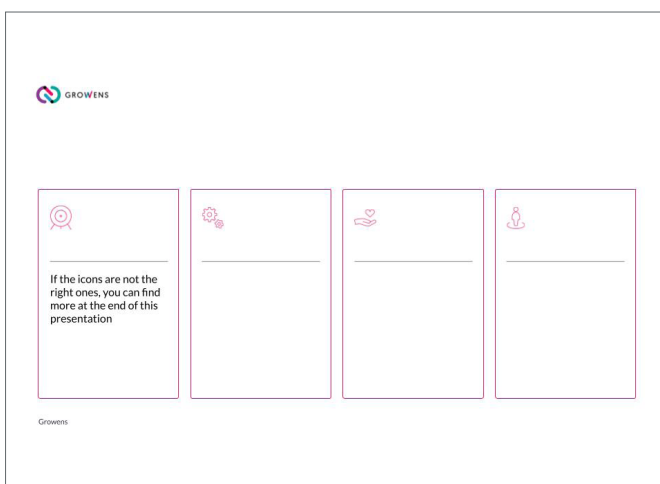 GROWENS
If the icons are not the
right ones, you can find
more at the end of this
presentation
Growens